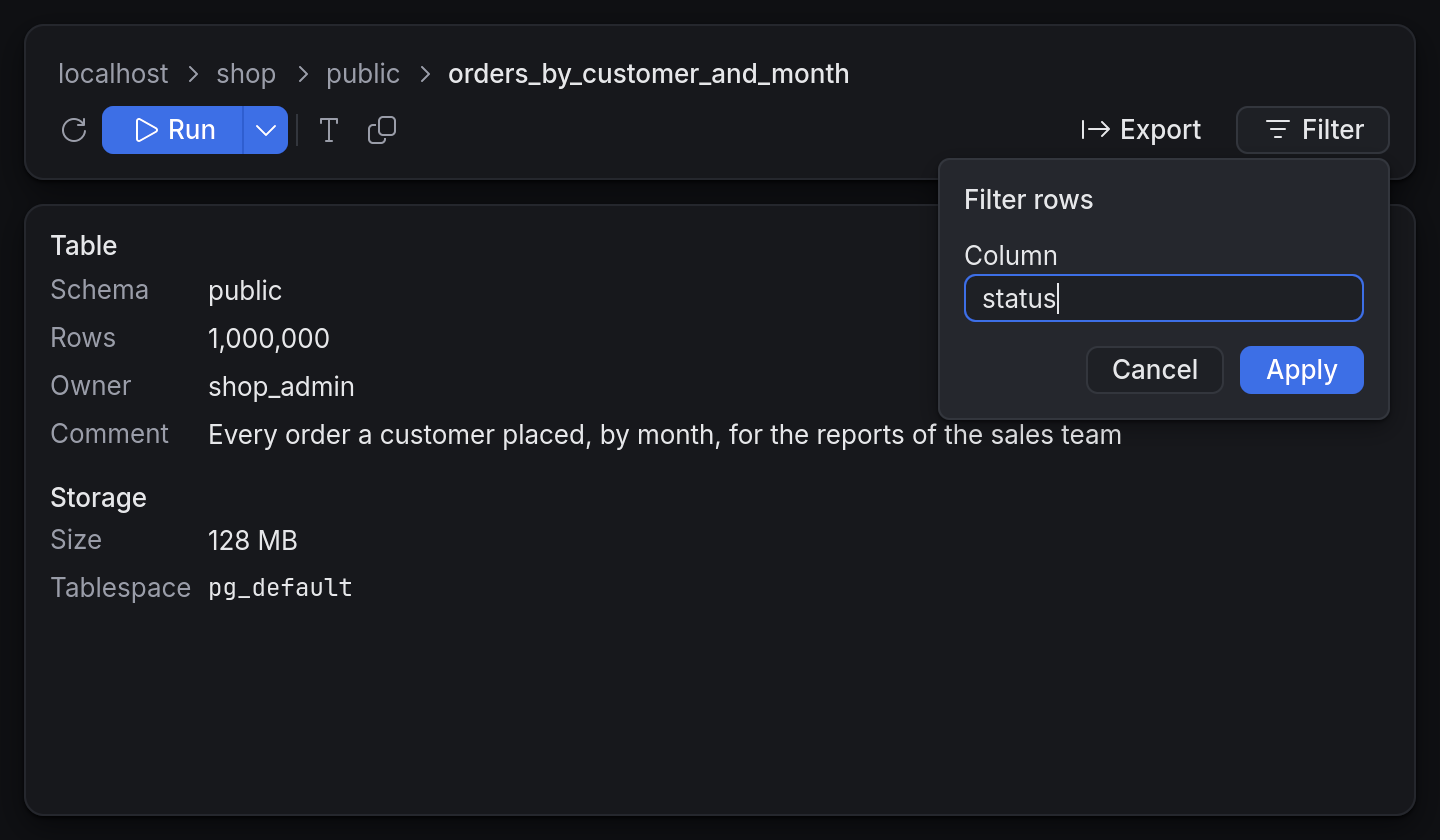 localhost > shop > public > orders_by_customer_and_month
Run
Export
Filter
Filter rows
Column
status
Cancel
Apply
Table
Schema public
Rows 1,000,000
Owner shop_admin
Comment Every order a customer placed, by month, for the reports of the sales team
Storage
Size 128 MB
Tablespace pg_default